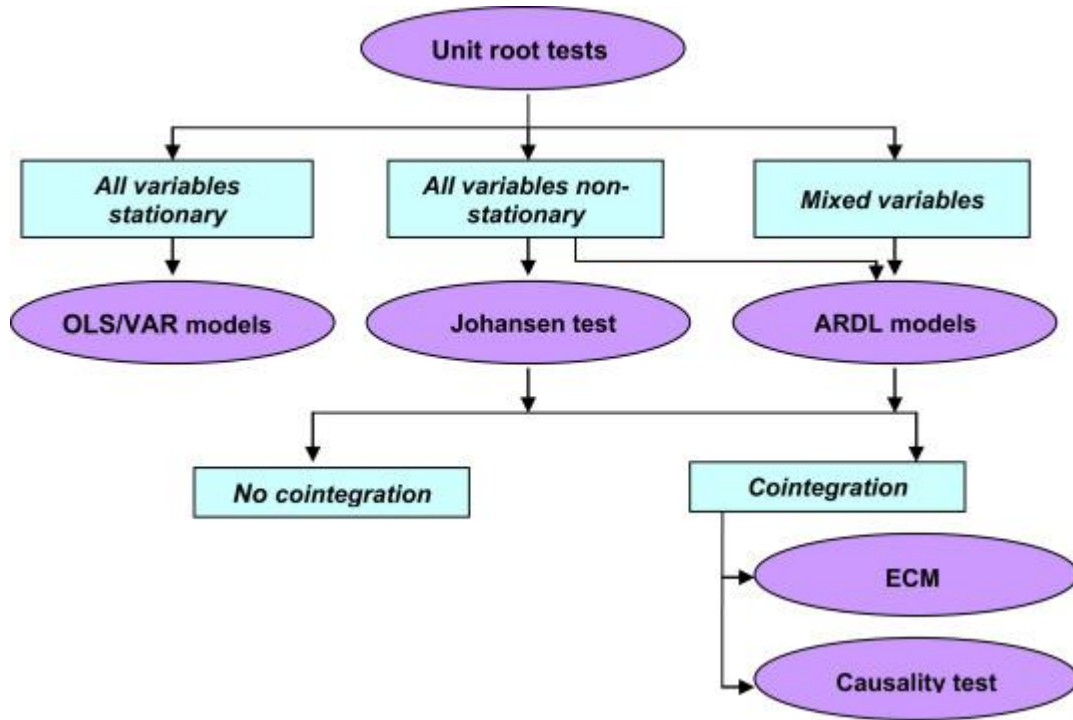 Unit root tests
All variables
stationary
All variables non-
stationary
Mixed variables
OLS/VAR models
Johansen test
ARDL models
No cointegration
Cointegration
ECM
Causality test